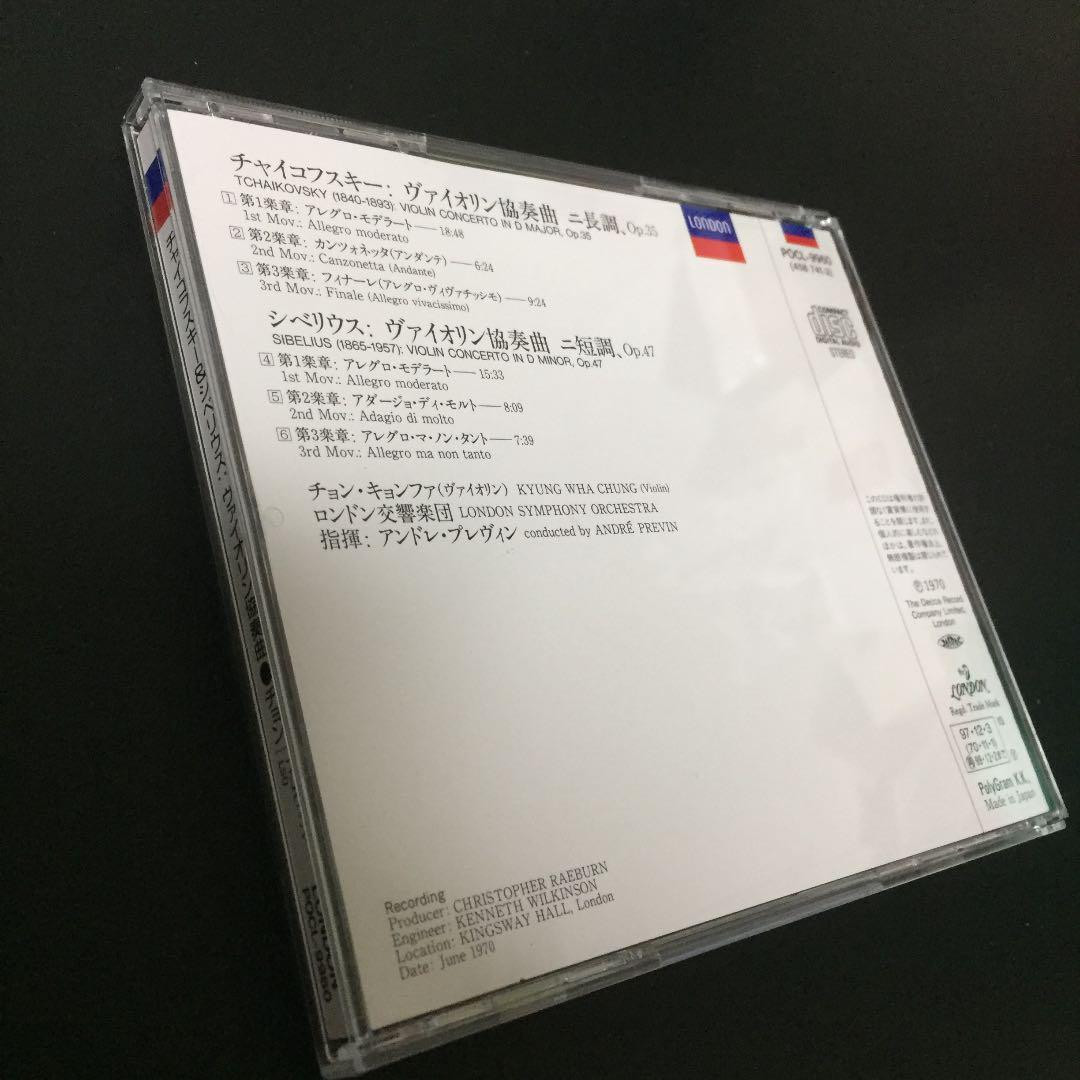 チャイコフスキー：ヴァイオリン協奏曲 ニ長調、Op.35
TCHAIKOVSKY (1840-1893): VIOLIN CONCERTO IN D MAJOR, Op.35
1 第1楽章：アレグロ・モデラート——18:48
1st Mov.: Allegro moderato
2 第2楽章：カンツォネッタ（アンダンテ）——6:24
2nd Mov.: Canzonetta (Andante)
3 第3楽章：フィナーレ（アレグロ・ヴィヴァチッシモ）——9:24
3rd Mov.: Finale (Allegro vivacissimo)
シベリウス：ヴァイオリン協奏曲 ニ短調、Op.47
SIBELIUS (1865-1957): VIOLIN CONCERTO IN D MINOR, Op.47
4 第1楽章：アレグロ・モデラート——15:33
1st Mov.: Allegro moderato
5 第2楽章：アダージョ・ディ・モルト——8:09
2nd Mov.: Adagio di molto
6 第3楽章：アレグロ・マ・ノン・タント——7:39
3rd Mov.: Allegro ma non tanto
チョン・キョンファ（ヴァイオリン） KYUNG WHA CHUNG (Violin)
ロンドン交響楽団 LONDON SYMPHONY ORCHESTRA
指揮：アンドレ・プレヴィン conducted by ANDRÉ PREVIN
Recording
Producer: CHRISTOPHER RAEBURN
Engineer: KENNETH WILKINSON
Location: KINGSWAY HALL, London
Date: June 1970
LONDON
POCL-9960
COMPACT
disc
DIGITAL AUDIO
STEREO
℗1970
The Decca Record
Company Limited,
London
LONDON
Regd. Trade Mark
97・12・3
(70・11・1)
PolyGram K.K.,
Made in Japan
チャイコフスキー&シベリウス：ヴァイオリン協奏曲●チョン
POCL-9960